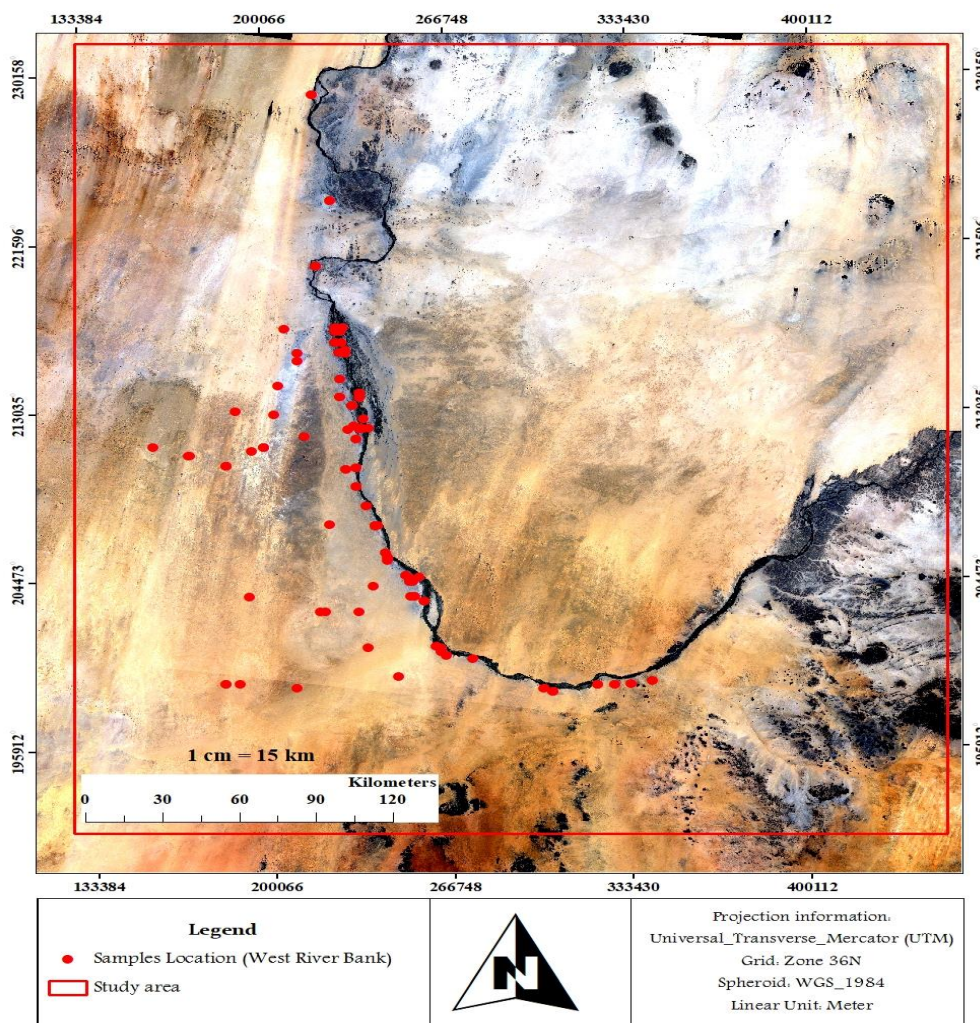 133384 200066 266748 333430 400112
230158
221596
213035
204473
195912
1 cm = 15 km
Kilometers
0 30 60 90 120
133384 200066 266748 333430 400112
Legend
Samples Location (West River Bank)
Study area
N
Projection information:
Universal_Transverse_Mercator (UTM)
Grid: Zone 36N
Spheroid: WGS_1984
Linear Unit: Meter